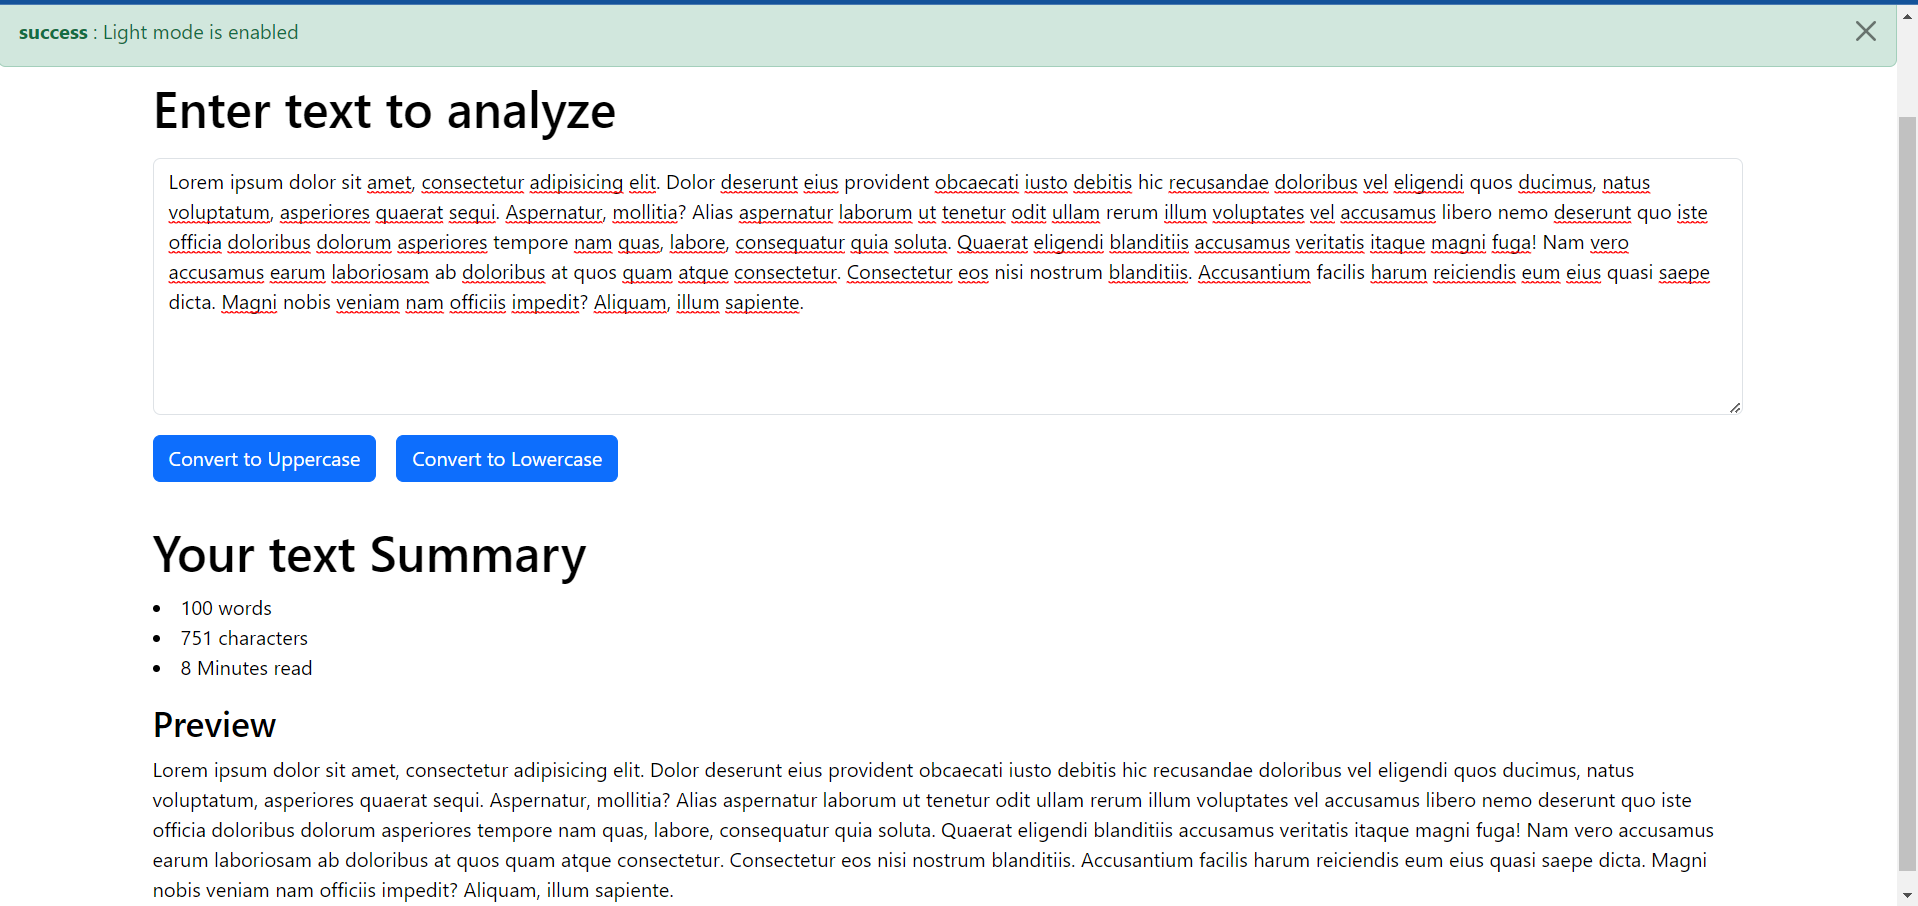 success : Light mode is enabled
Enter text to analyze
Lorem ipsum dolor sit amet, consectetur adipisicing elit. Dolor deserunt eius provident obcaecati iusto debitis hic recusandae doloribus vel eligendi quos ducimus, natus
voluptatum, asperiores quaerat sequi. Aspernatur, mollitia? Alias aspernatur laborum ut tenetur odit ullam rerum illum voluptates vel accusamus libero nemo deserunt quo iste
officia doloribus dolorum asperiores tempore nam quas, labore, consequatur quia soluta. Quaerat eligendi blanditiis accusamus veritatis itaque magni fuga! Nam vero
accusamus earum laboriosam ab doloribus at quos quam atque consectetur. Consectetur eos nisi nostrum blanditiis. Accusantium facilis harum reiciendis eum eius quasi saepe
dicta. Magni nobis veniam nam officiis impedit? Aliquam, illum sapiente.
Convert to Uppercase Convert to Lowercase
Your text Summary
• 100 words
• 751 characters
• 8 Minutes read
Preview
Lorem ipsum dolor sit amet, consectetur adipisicing elit. Dolor deserunt eius provident obcaecati iusto debitis hic recusandae doloribus vel eligendi quos ducimus, natus
voluptatum, asperiores quaerat sequi. Aspernatur, mollitia? Alias aspernatur laborum ut tenetur odit ullam rerum illum voluptates vel accusamus libero nemo deserunt quo iste
officia doloribus dolorum asperiores tempore nam quas, labore, consequatur quia soluta. Quaerat eligendi blanditiis accusamus veritatis itaque magni fuga! Nam vero accusamus
earum laboriosam ab doloribus at quos quam atque consectetur. Consectetur eos nisi nostrum blanditiis. Accusantium facilis harum reiciendis eum eius quasi saepe dicta. Magni
nobis veniam nam officiis impedit? Aliquam, illum sapiente.